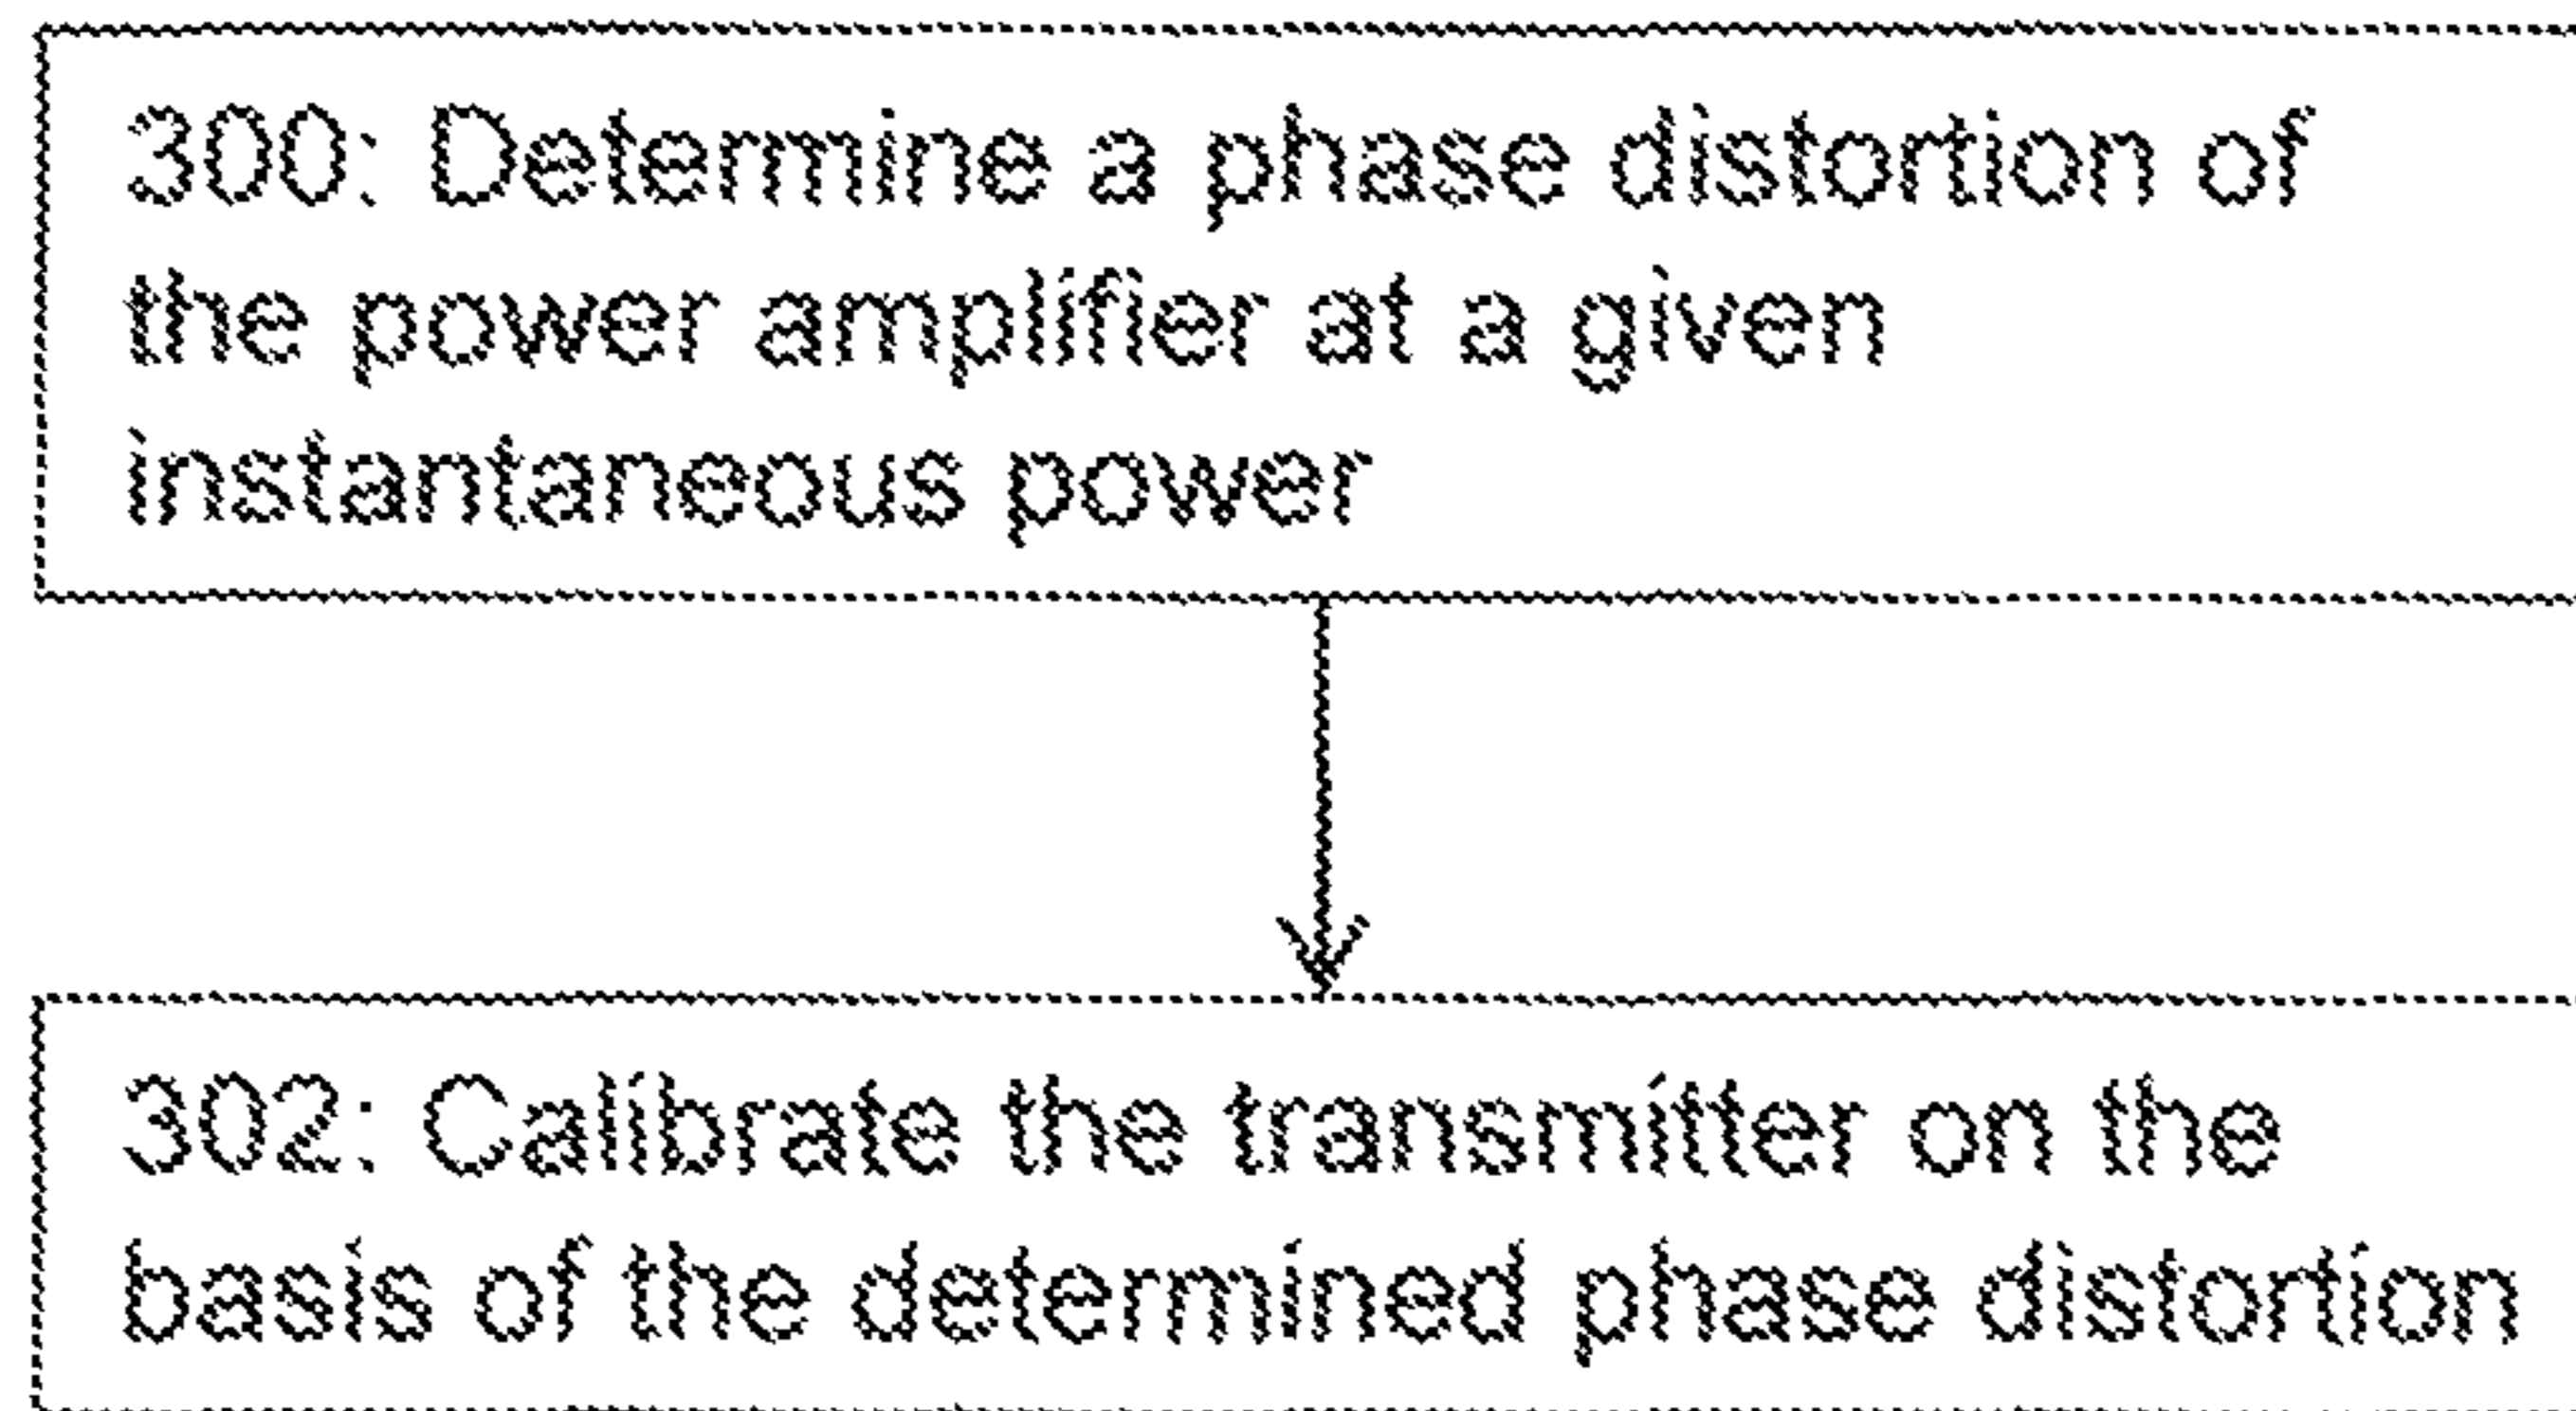 300: Determine a phase distortion of
the power amplifier at a given
instantaneous power
302: Calibrate the transmitter on the
basis of the determined phase distortion